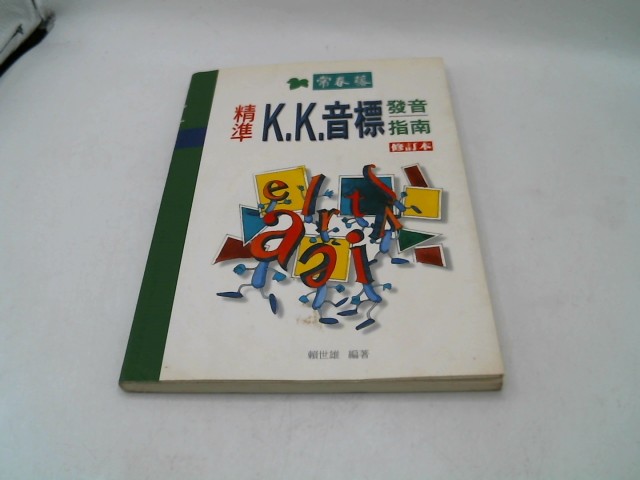 常春藤
精準 K.K.音標 發音指南
修訂本
e l r t
a i e i
賴世雄 編著